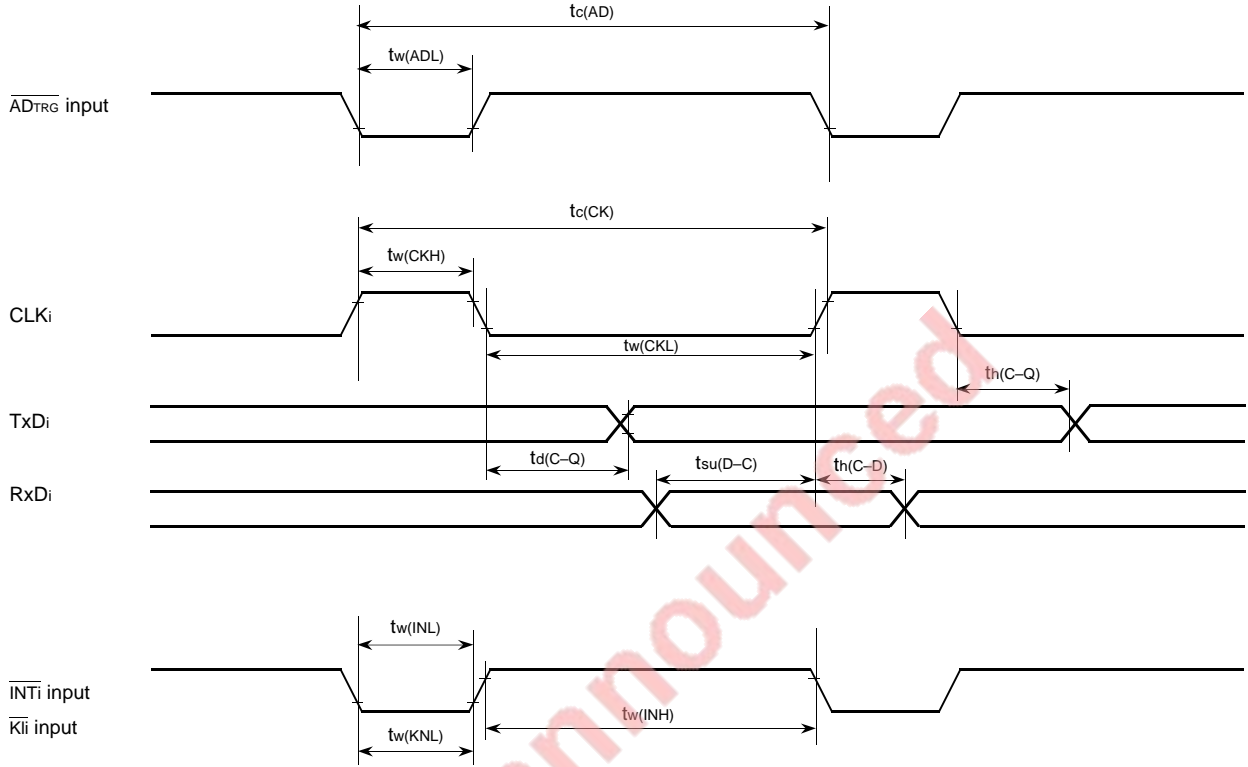 tc(AD)
tw(ADL)
ADTRG input
tc(CK)
tw(CKH)
CLKi
tw(CKL)
th(C–Q)
TxDi
td(C–Q)
tsu(D–C)
th(C–D)
RxDi
tw(INL)
INTi input
tw(INH)
KIi input
tw(KNL)